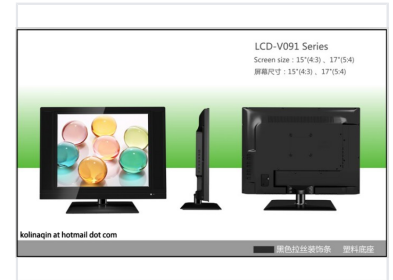 LCD-V091 Series
Screen size : 15"(4:3) 、17"(5:4)
屏幕尺寸 : 15"(4:3) 、17"(5:4)
kolinaqin at hotmail dot com
黑色拉丝装饰条 塑料底座